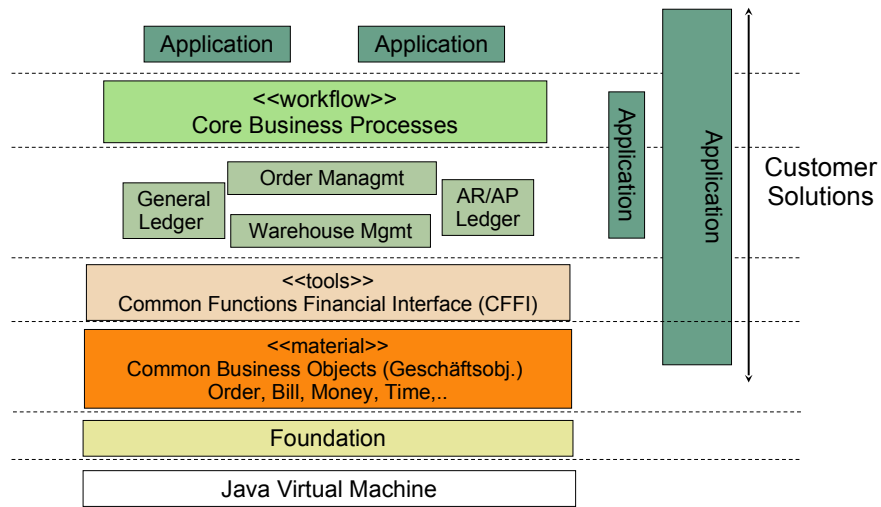 Application
Application
<<workflow>>
Core Business Processes
Application
Application
Customer
Solutions
General
Ledger
Order Managmt
Warehouse Mgmt
AR/AP
Ledger
<<tools>>
Common Functions Financial Interface (CFFI)
<<material>>
Common Business Objects (Geschäftsobj.)
Order, Bill, Money, Time,..
Foundation
Java Virtual Machine